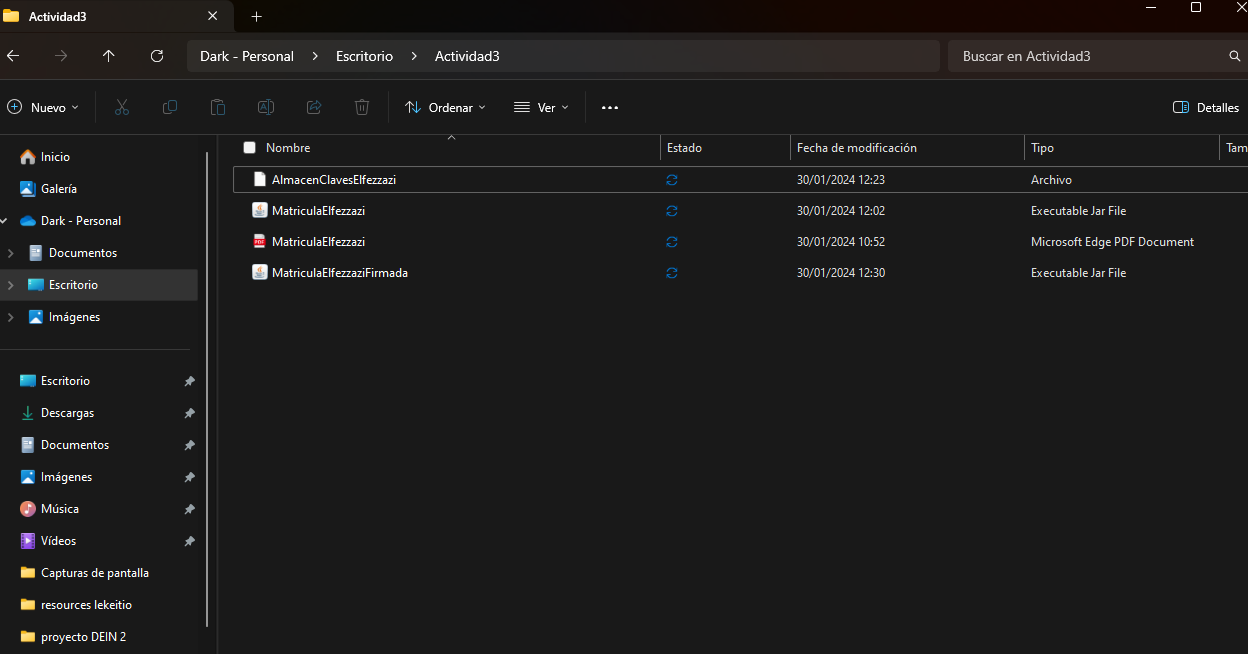 Actividad3
Dark - Personal > Escritorio > Actividad3
Buscar en Actividad3
Nuevo
Ordenar
Ver
Detalles
Inicio
Galería
Dark - Personal
Documentos
Escritorio
Imágenes
Escritorio
Descargas
Documentos
Imágenes
Música
Vídeos
Capturas de pantalla
resources lekeitio
proyecto DEIN 2
Nombre Estado Fecha de modificación Tipo Tam
AlmacenClavesElfezzazi 30/01/2024 12:23 Archivo
MatriculaElfezzazi 30/01/2024 12:02 Executable Jar File
PDF MatriculaElfezzazi 30/01/2024 10:52 Microsoft Edge PDF Document
MatriculaElfezzaziFirmada 30/01/2024 12:30 Executable Jar File